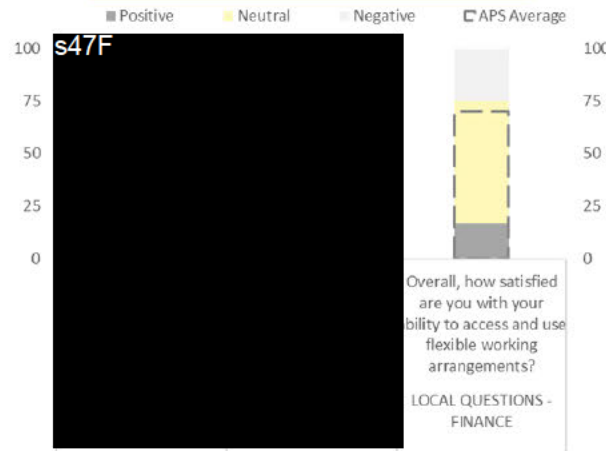 Positive Neutral Negative APS Average
s47F
100 100
75 75
50 50
25 25
0 0
Overall, how satisfied
are you with your
bility to access and use
flexible working
arrangements?
LOCAL QUESTIONS -
FINANCE